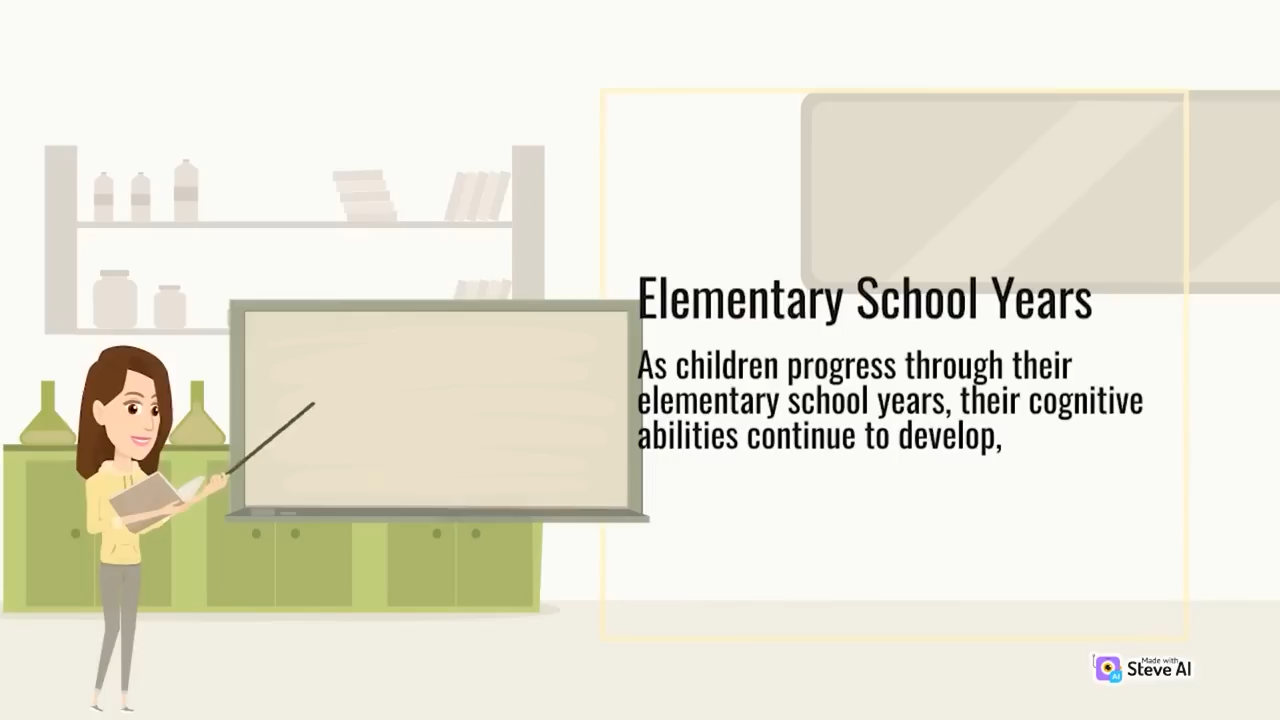 Elementary School Years
As children progress through their
elementary school years, their cognitive
abilities continue to develop,
Made with
Steve AI
AI